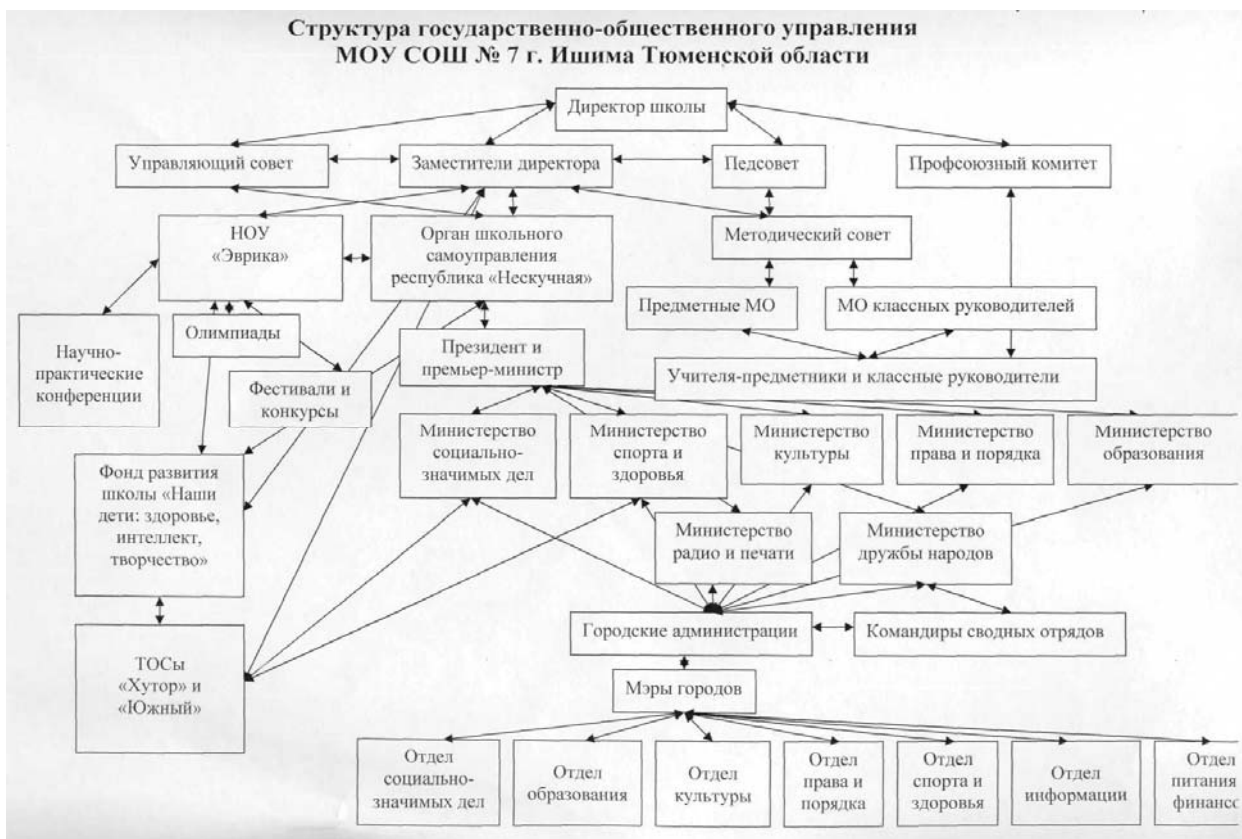 Структура государственно-общественного управления
МОУ СОШ № 7 г. Ишима Тюменской области
Директор школы
Управляющий совет
Заместители директора
Педсовет
Профсоюзный комитет
НОУ
«Эврика»
Орган школьного
самоуправления
республика «Нескучная»
Методический совет
Предметные МО
МО классных руководителей
Научно-
практические
конференции
Олимпиады
Президент и
премьер-министр
Фестивали и
конкурсы
Учителя-предметники и классные руководители
Министерство
социально-
значимых дел
Министерство
спорта и
здоровья
Министерство
культуры
Министерство
права и порядка
Министерство
образования
Фонд развития
школы «Наши
дети: здоровье,
интеллект,
творчество»
Министерство
радио и печати
Министерство
дружбы народов
Городские администрации
Командиры сводных отрядов
ТОСы
«Хутор» и
«Южный»
Мэры городов
Отдел
социально-
значимых дел
Отдел
образования
Отдел
культуры
Отдел
права и
порядка
Отдел
спорта и
здоровья
Отдел
информации
Отдел
питания
финанс